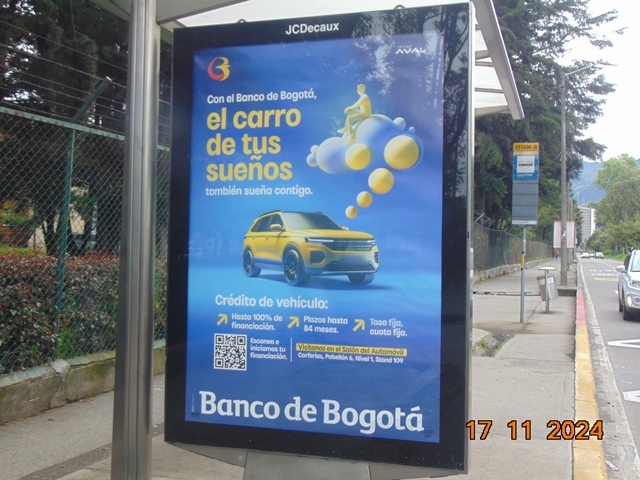 JCDecaux
AVAL
Con el Banco de Bogotá,
el carro
de tus
sueños
también sueña contigo.
Crédito de vehículo:
Hasta 100% de
financiación.
Plazos hasta
84 meses.
Tasa fija,
cuota fija.
Escanea e
iniciamos tu
financiación.
Visítanos en el Salón del Automóvil
Corferias, Pabellón 6, Nivel 1, Stand 109
Banco de Bogotá
17 11 2024